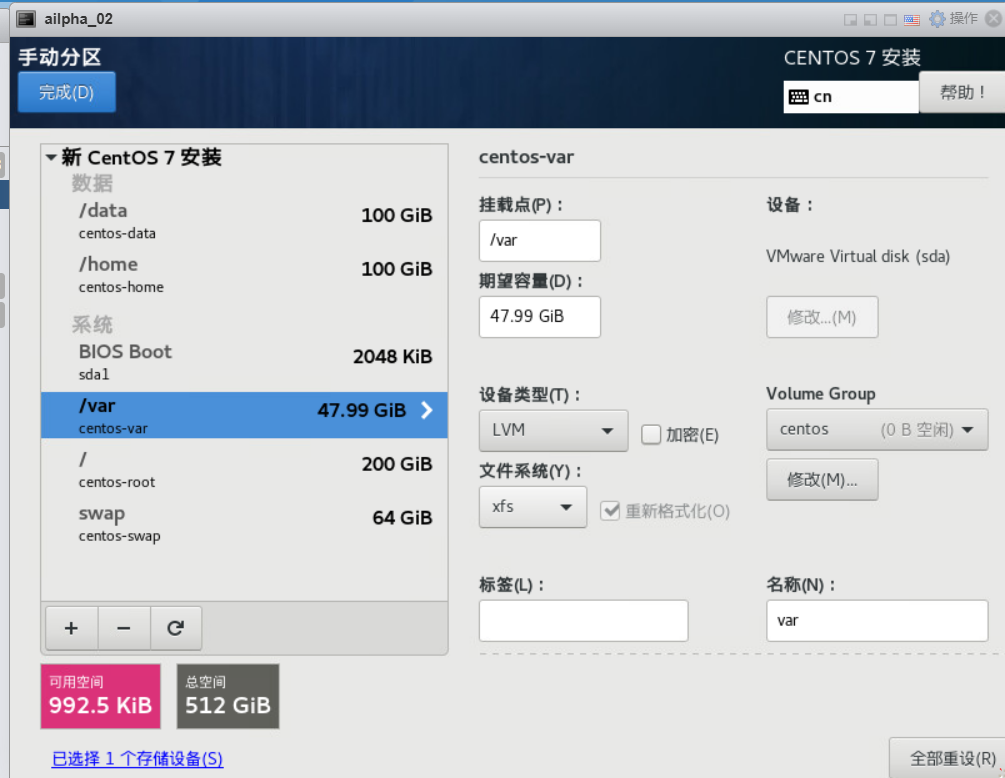 ailpha_02
操作
手动分区
完成(D)
CENTOS 7 安装
cn
帮助！
新 CentOS 7 安装
数据
/data
100 GiB
centos-data
/home
100 GiB
centos-home
系统
BIOS Boot
2048 KiB
sda1
/var
47.99 GiB
centos-var
/
200 GiB
centos-root
swap
64 GiB
centos-swap
+ −
可用空间
992.5 KiB
总空间
512 GiB
已选择 1 个存储设备(S)
centos-var
挂载点(P)：
/var
期望容量(D)：
47.99 GiB
设备：
VMware Virtual disk (sda)
修改...(M)
设备类型(T)：
LVM
加密(E)
文件系统(Y)：
xfs
重新格式化(O)
Volume Group
centos (0 B 空闲)
修改(M)...
标签(L)：
名称(N)：
var
全部重设(R)